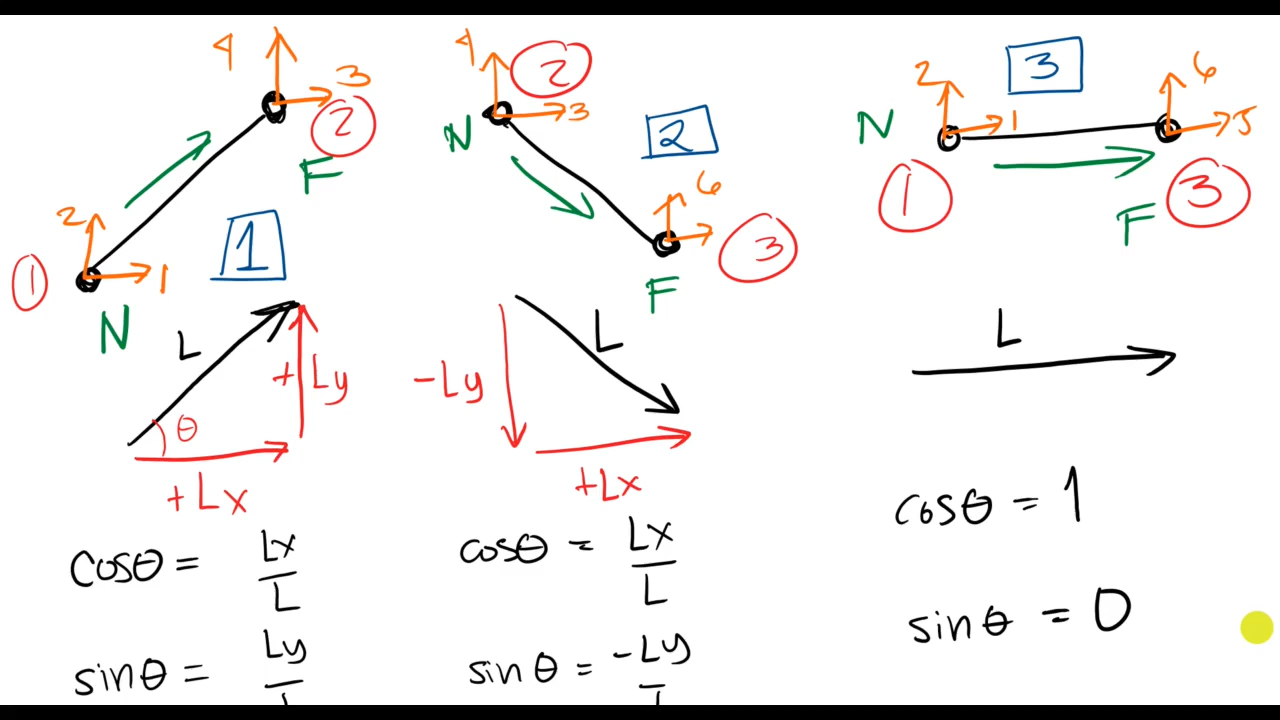 4
3
2
F
2
1
1
N
1
L
θ
+Ly
+Lx
cosθ = Lx
L
sinθ = Ly
4
2
3
N
2
6
3
F
L
-Ly
+Lx
cosθ = Lx
L
sinθ = -Ly
3
2
1
N
1
6
5
3
F
L
cosθ = 1
sinθ = 0